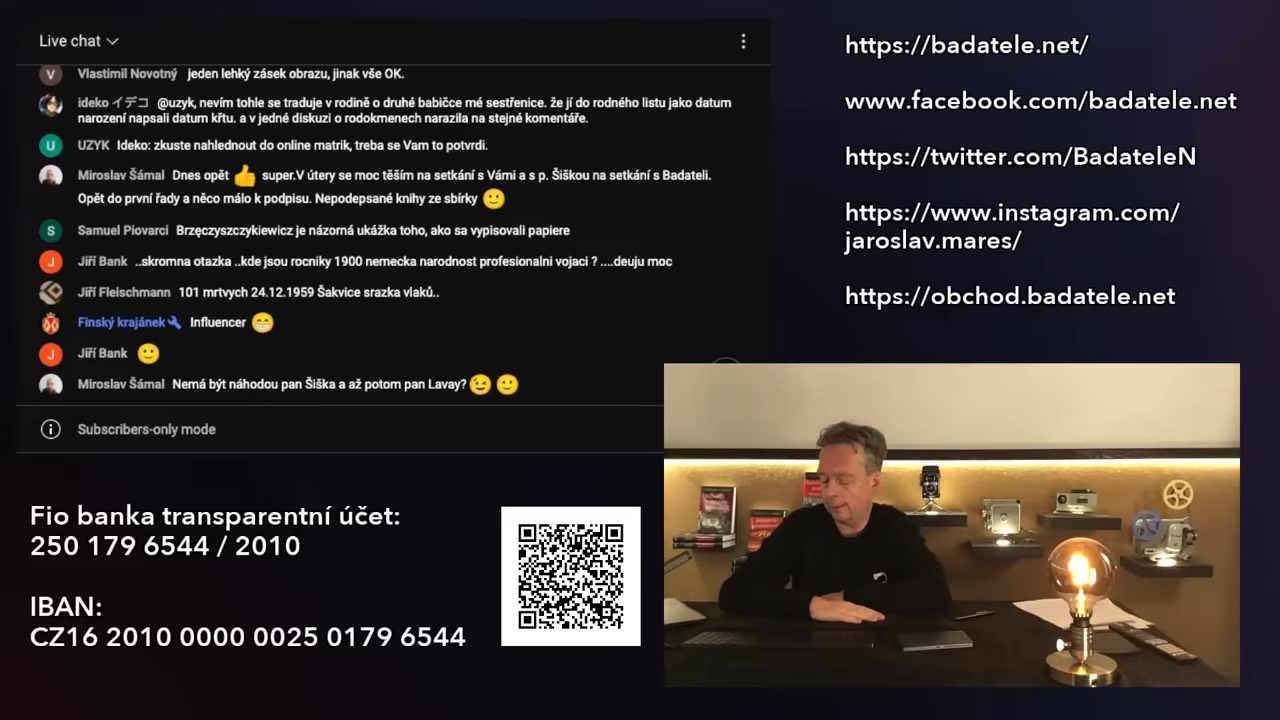 Live chat
V Vlastimil Novotný jeden lehký zásek obrazu, jinak vše OK.
ideko イデコ @uzyk, nevím tohle se traduje v rodině o druhé babičce mé sestřenice. že jí do rodného listu jako datum
narození napsali datum křtu. a v jedné diskuzi o rodokmenech narazila na stejné komentáře.
U UZYK Ideko: zkuste nahlednout do online matrik, treba se Vam to potvrdi.
Miroslav Šámal Dnes opět 👍 super.V útery se moc těším na setkání s Vámi a s p. Šiškou na setkání s Badateli.
Opět do první řady a něco málo k podpisu. Nepodepsané knihy ze sbírky 🙂
S Samuel Piovarci Brzęczyszczykiewicz je názorná ukážka toho, ako sa vypisovali papiere
J Jiří Bank ..skromna otazka ..kde jsou rocniky 1900 nemecka narodnost profesionalni vojaci ? ....deuju moc
Jiří Fleischmann 101 mrtvych 24.12.1959 Šakvice srazka vlaků..
Finský krajánek Influencer 😁
J Jiří Bank 🙂
Miroslav Šámal Nemá být náhodou pan Šiška a až potom pan Lavay?😉 🙂
Subscribers-only mode
https://badatele.net/
www.facebook.com/badatele.net
https://twitter.com/BadateleN
https://www.instagram.com/
jaroslav.mares/
https://obchod.badatele.net
Fio banka transparentní účet:
250 179 6544 / 2010
IBAN:
CZ16 2010 0000 0025 0179 6544